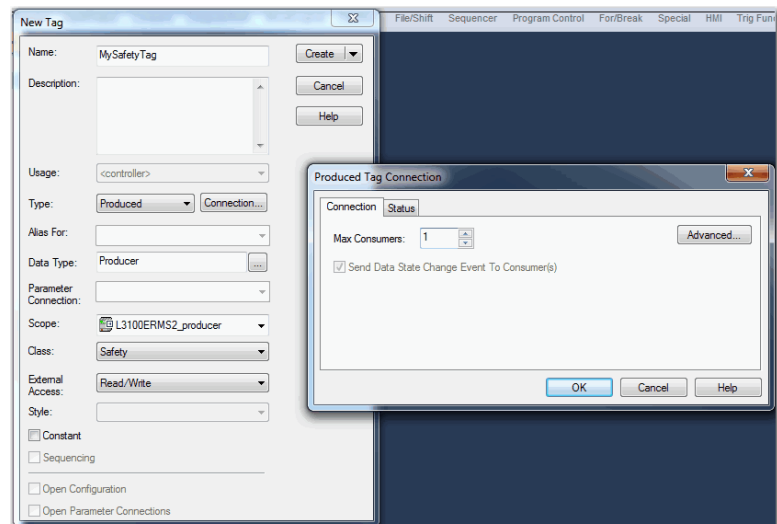 New Tag
File/Shift Sequencer Program Control For/Break Special HMI Trig Func
Name: MySafetyTag
Create
Description:
Cancel
Help
Usage: <controller>
Type: Produced Connection...
Alias For:
Data Type: Producer ...
Parameter
Connection:
Scope: L3100ERMS2_producer
Class: Safety
External
Access: Read/Write
Style:
Constant
Sequencing
Open Configuration
Open Parameter Connections
Produced Tag Connection
Connection Status
Max Consumers: 1
Advanced...
Send Data State Change Event To Consumer(s)
OK Cancel Help